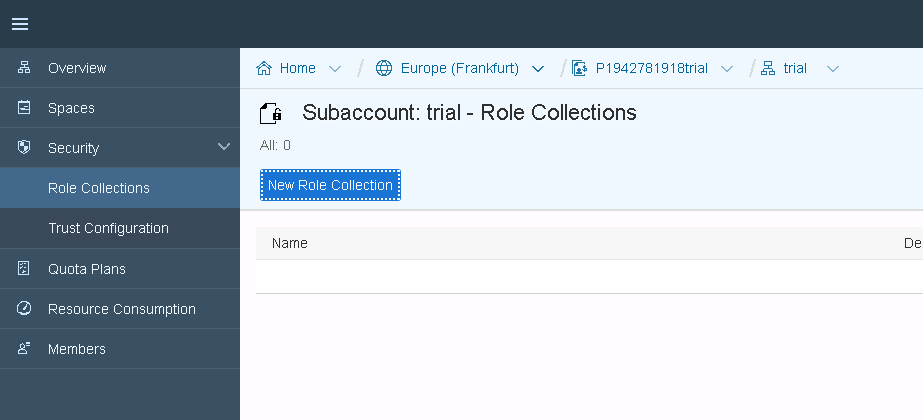 Overview
Spaces
Security
Role Collections
Trust Configuration
Quota Plans
Resource Consumption
Members
Home / Europe (Frankfurt) / P1942781918trial / trial
Subaccount: trial - Role Collections
All: 0
New Role Collection
Name De